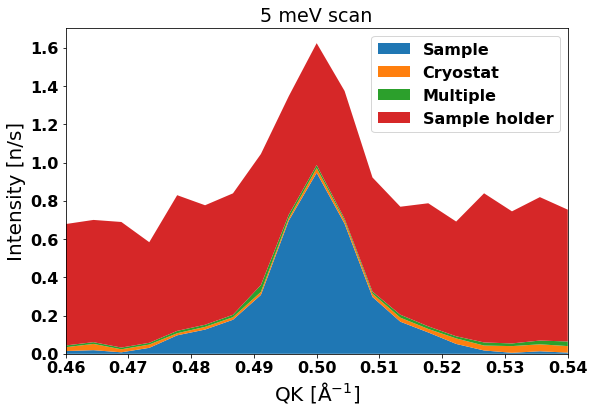 5 meV scan
Intensity [n/s]
1.6
1.4
1.2
1.0
0.8
0.6
0.4
0.2
0.0
Sample
Cryostat
Multiple
Sample holder
0.46 0.47 0.48 0.49 0.50 0.51 0.52 0.53 0.54
QK [Å⁻¹]